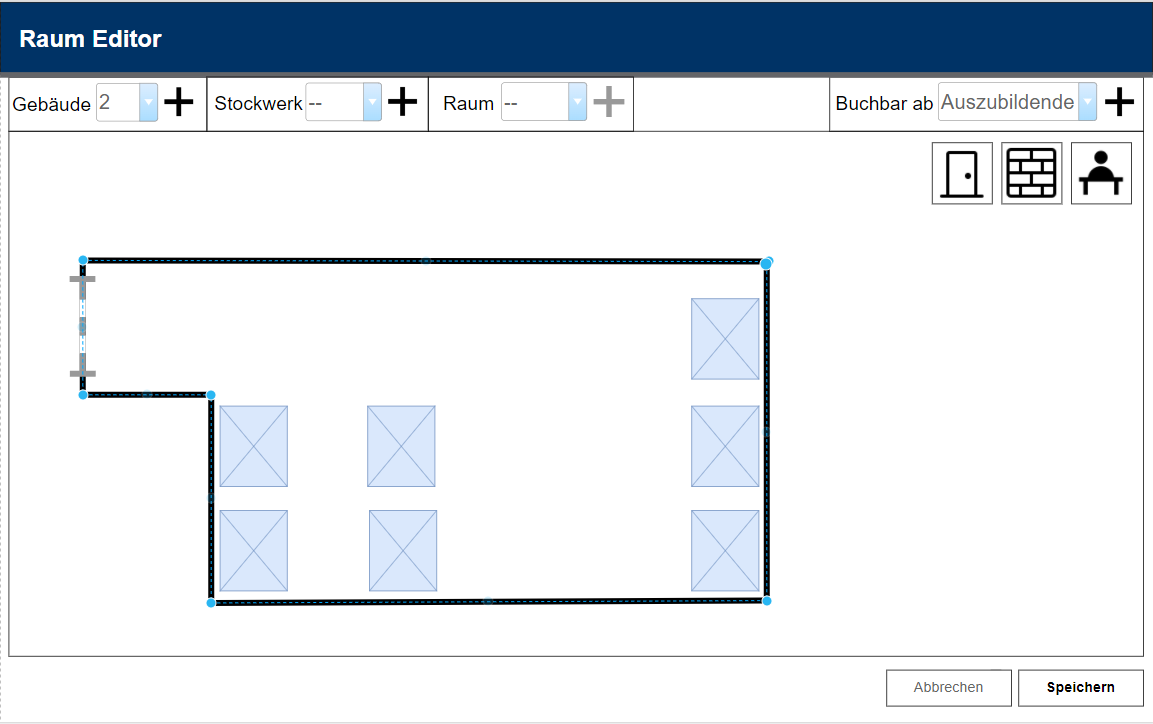 Raum Editor
Gebäude 2 Stockwerk -- Raum -- Buchbar ab Auszubildende
Abbrechen Speichern